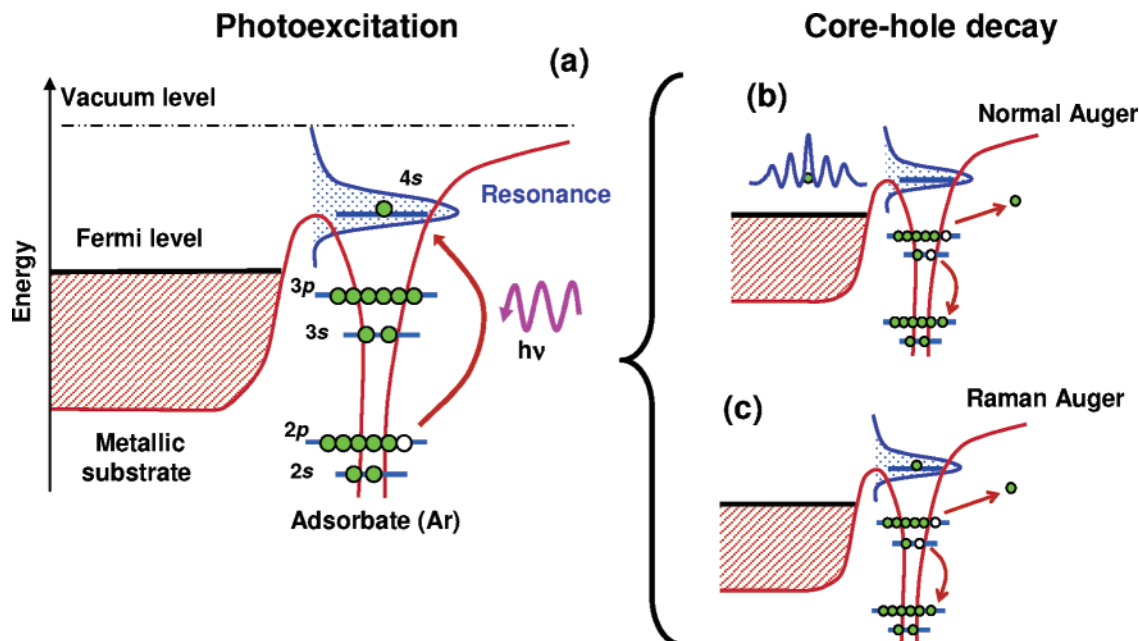 Photoexcitation
(a)
Energy
Vacuum level
4s
Resonance
Fermi level
3p
3s
hν
2p
2s
Metallic
substrate
Adsorbate (Ar)
Core-hole decay
(b)
Normal Auger
(c)
Raman Auger